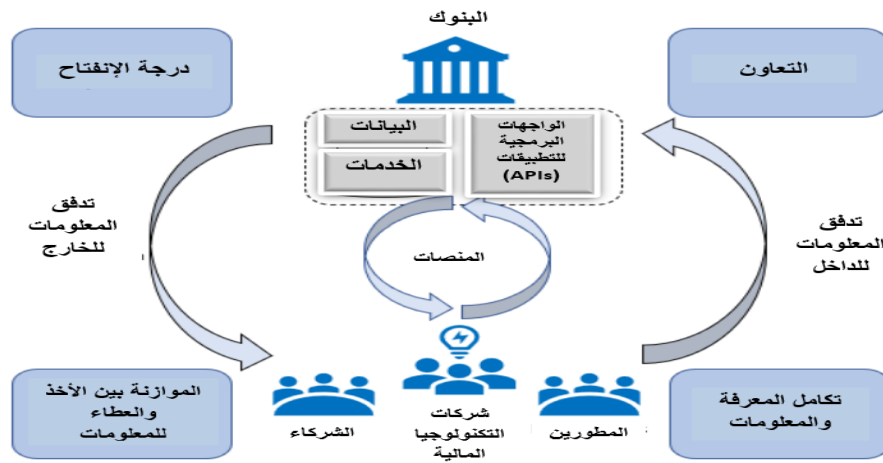 البنوك
التعاون
درجة الإنفتاح
الواجهات
البرمجية
للتطبيقات
(APIs)
البيانات
الخدمات
تدفق
المعلومات
للداخل
المنصات
تدفق
المعلومات
للخارج
تكامل المعرفة
والمعلومات
المطورين
شركات
التكنولوجيا
المالية
الشركاء
الموازنة بين الأخذ
والعطاء
للمعلومات